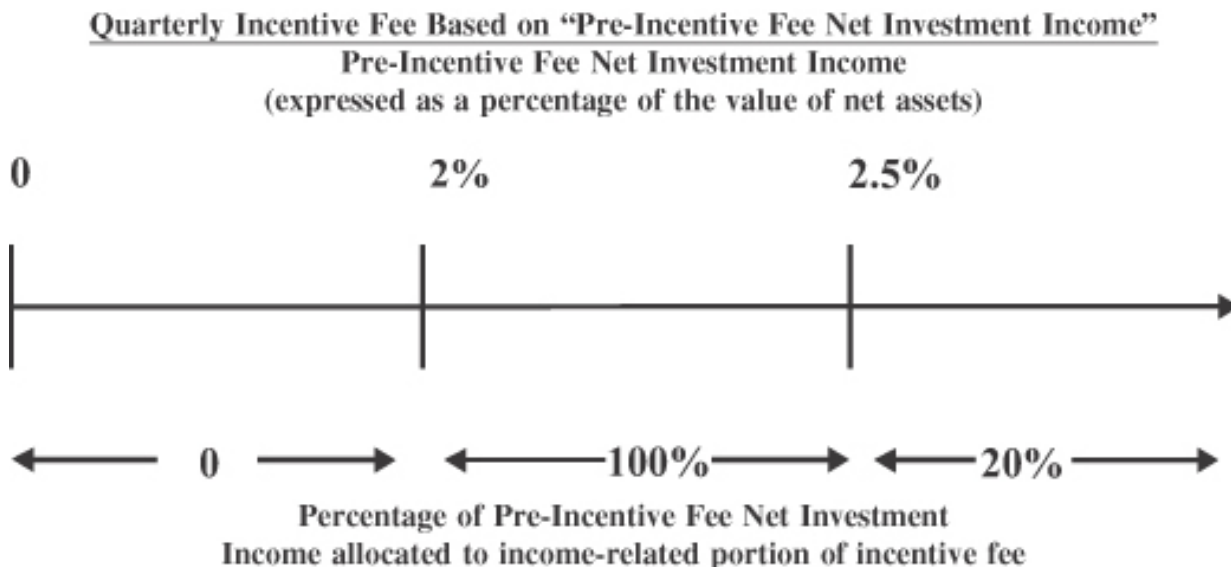 Quarterly Incentive Fee Based on “Pre-Incentive Fee Net Investment Income”
Pre-Incentive Fee Net Investment Income
(expressed as a percentage of the value of net assets)
0 2% 2.5%
0 100% 20%
Percentage of Pre-Incentive Fee Net Investment
Income allocated to income-related portion of incentive fee